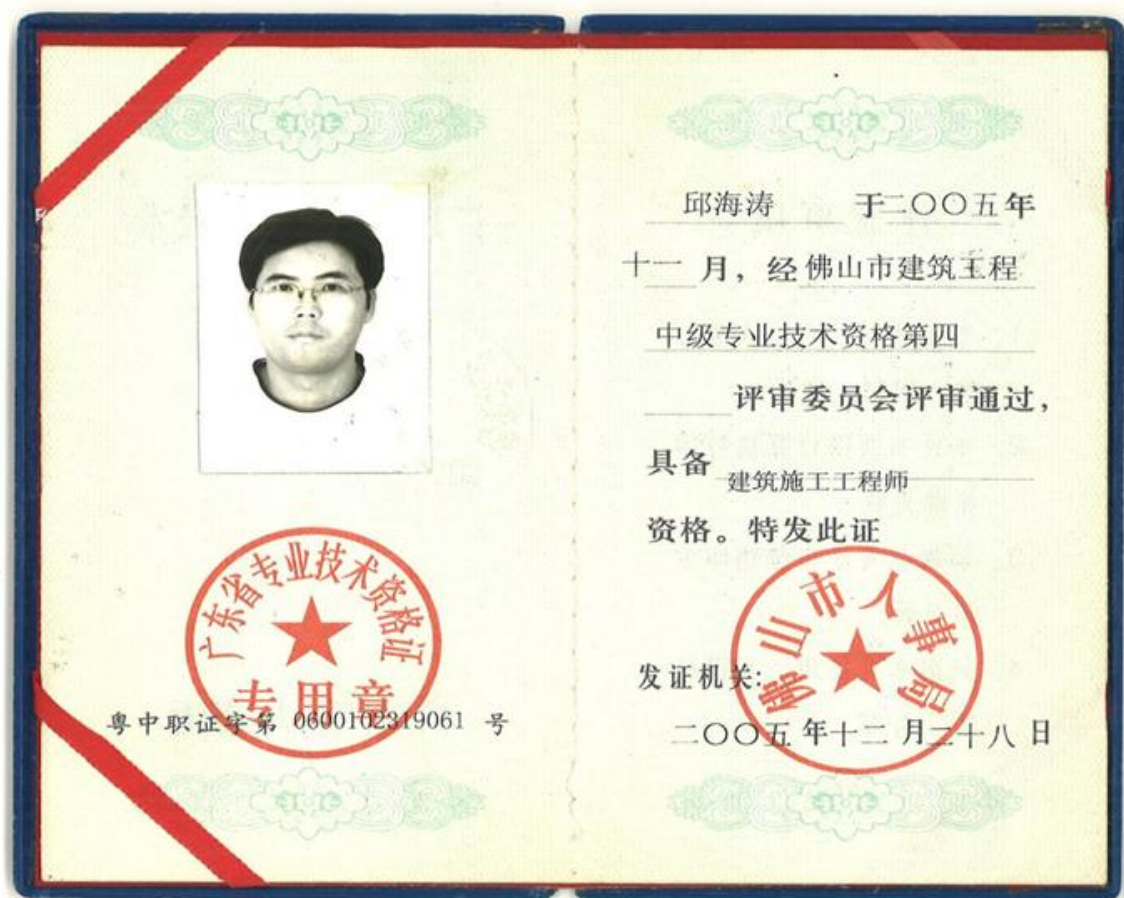 广东省专业技术资格证
专用章
粤中职证字第 0600102319061 号
邱海涛 于二〇〇五年
十一月，经佛山市建筑工程
中级专业技术资格第四
评审委员会评审通过，
具备 建筑施工工程师
资格。特发此证
佛山市人事局
发证机关：
二〇〇五年十二月二十八日